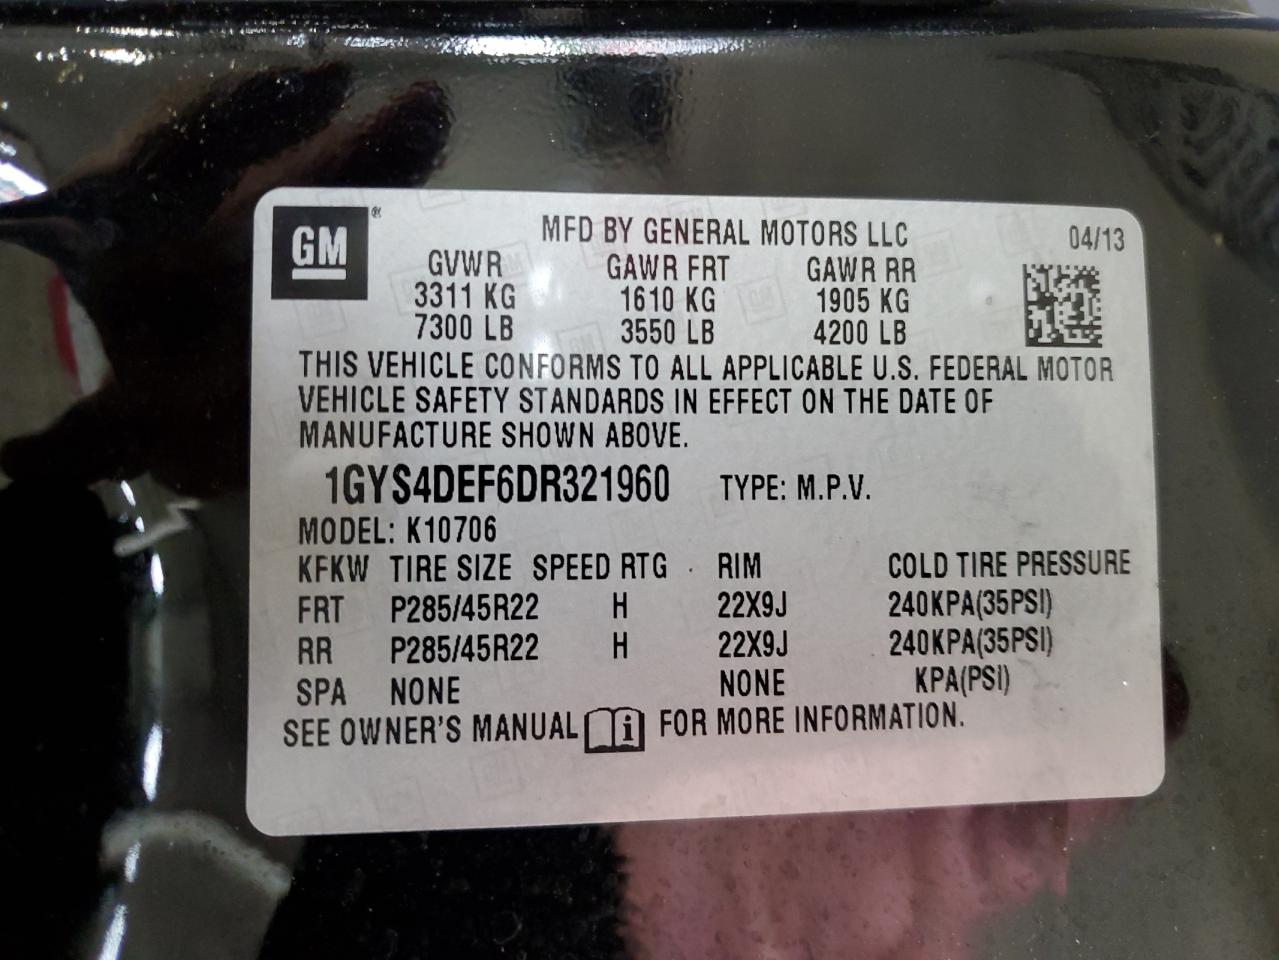 GM®
MFD BY GENERAL MOTORS LLC 04/13
GVWR GAWR FRT GAWR RR
3311 KG 1610 KG 1905 KG
7300 LB 3550 LB 4200 LB
THIS VEHICLE CONFORMS TO ALL APPLICABLE U.S. FEDERAL MOTOR
VEHICLE SAFETY STANDARDS IN EFFECT ON THE DATE OF
MANUFACTURE SHOWN ABOVE.
1GYS4DEF6DR321960 TYPE: M.P.V.
MODEL: K10706
KFKW TIRE SIZE SPEED RTG RIM COLD TIRE PRESSURE
FRT P285/45R22 H 22X9J 240KPA(35PSI)
RR P285/45R22 H 22X9J 240KPA(35PSI)
SPA NONE NONE KPA(PSI)
SEE OWNER'S MANUAL i FOR MORE INFORMATION.